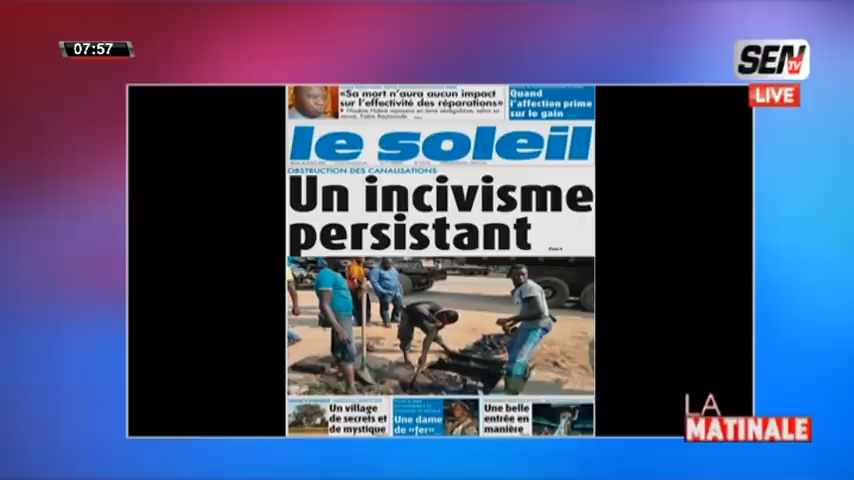 07:57
SEN TV
LIVE
«Sa mort n'aura aucun impact
sur l'effectivité des réparations»
Quand
l'affection prime
sur le gain
le soleil
OBSTRUCTION DES CANALISATIONS
Un incivisme
persistant
Un village
de secrets et
de mystique
Une dame
de «fer»
Une belle
entrée en
manière
LA
MATINALE